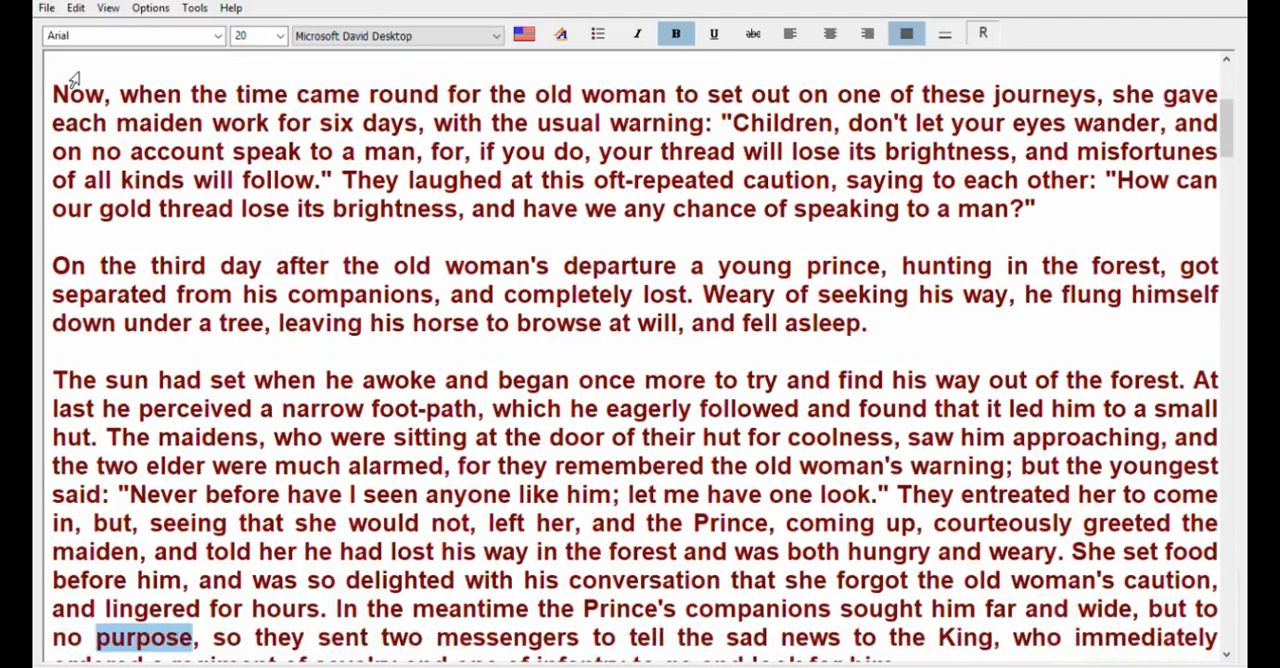 File Edit View Options Tools Help
Arial 20 Microsoft David Desktop A I B U abc R
Now, when the time came round for the old woman to set out on one of these journeys, she gave
each maiden work for six days, with the usual warning: "Children, don't let your eyes wander, and
on no account speak to a man, for, if you do, your thread will lose its brightness, and misfortunes
of all kinds will follow." They laughed at this oft-repeated caution, saying to each other: "How can
our gold thread lose its brightness, and have we any chance of speaking to a man?"
On the third day after the old woman's departure a young prince, hunting in the forest, got
separated from his companions, and completely lost. Weary of seeking his way, he flung himself
down under a tree, leaving his horse to browse at will, and fell asleep.
The sun had set when he awoke and began once more to try and find his way out of the forest. At
last he perceived a narrow foot-path, which he eagerly followed and found that it led him to a small
hut. The maidens, who were sitting at the door of their hut for coolness, saw him approaching, and
the two elder were much alarmed, for they remembered the old woman's warning; but the youngest
said: "Never before have I seen anyone like him; let me have one look." They entreated her to come
in, but, seeing that she would not, left her, and the Prince, coming up, courteously greeted the
maiden, and told her he had lost his way in the forest and was both hungry and weary. She set food
before him, and was so delighted with his conversation that she forgot the old woman's caution,
and lingered for hours. In the meantime the Prince's companions sought him far and wide, but to
no purpose, so they sent two messengers to tell the sad news to the King, who immediately
ordered a regiment of cavalry and one of infantry to go and look for him.